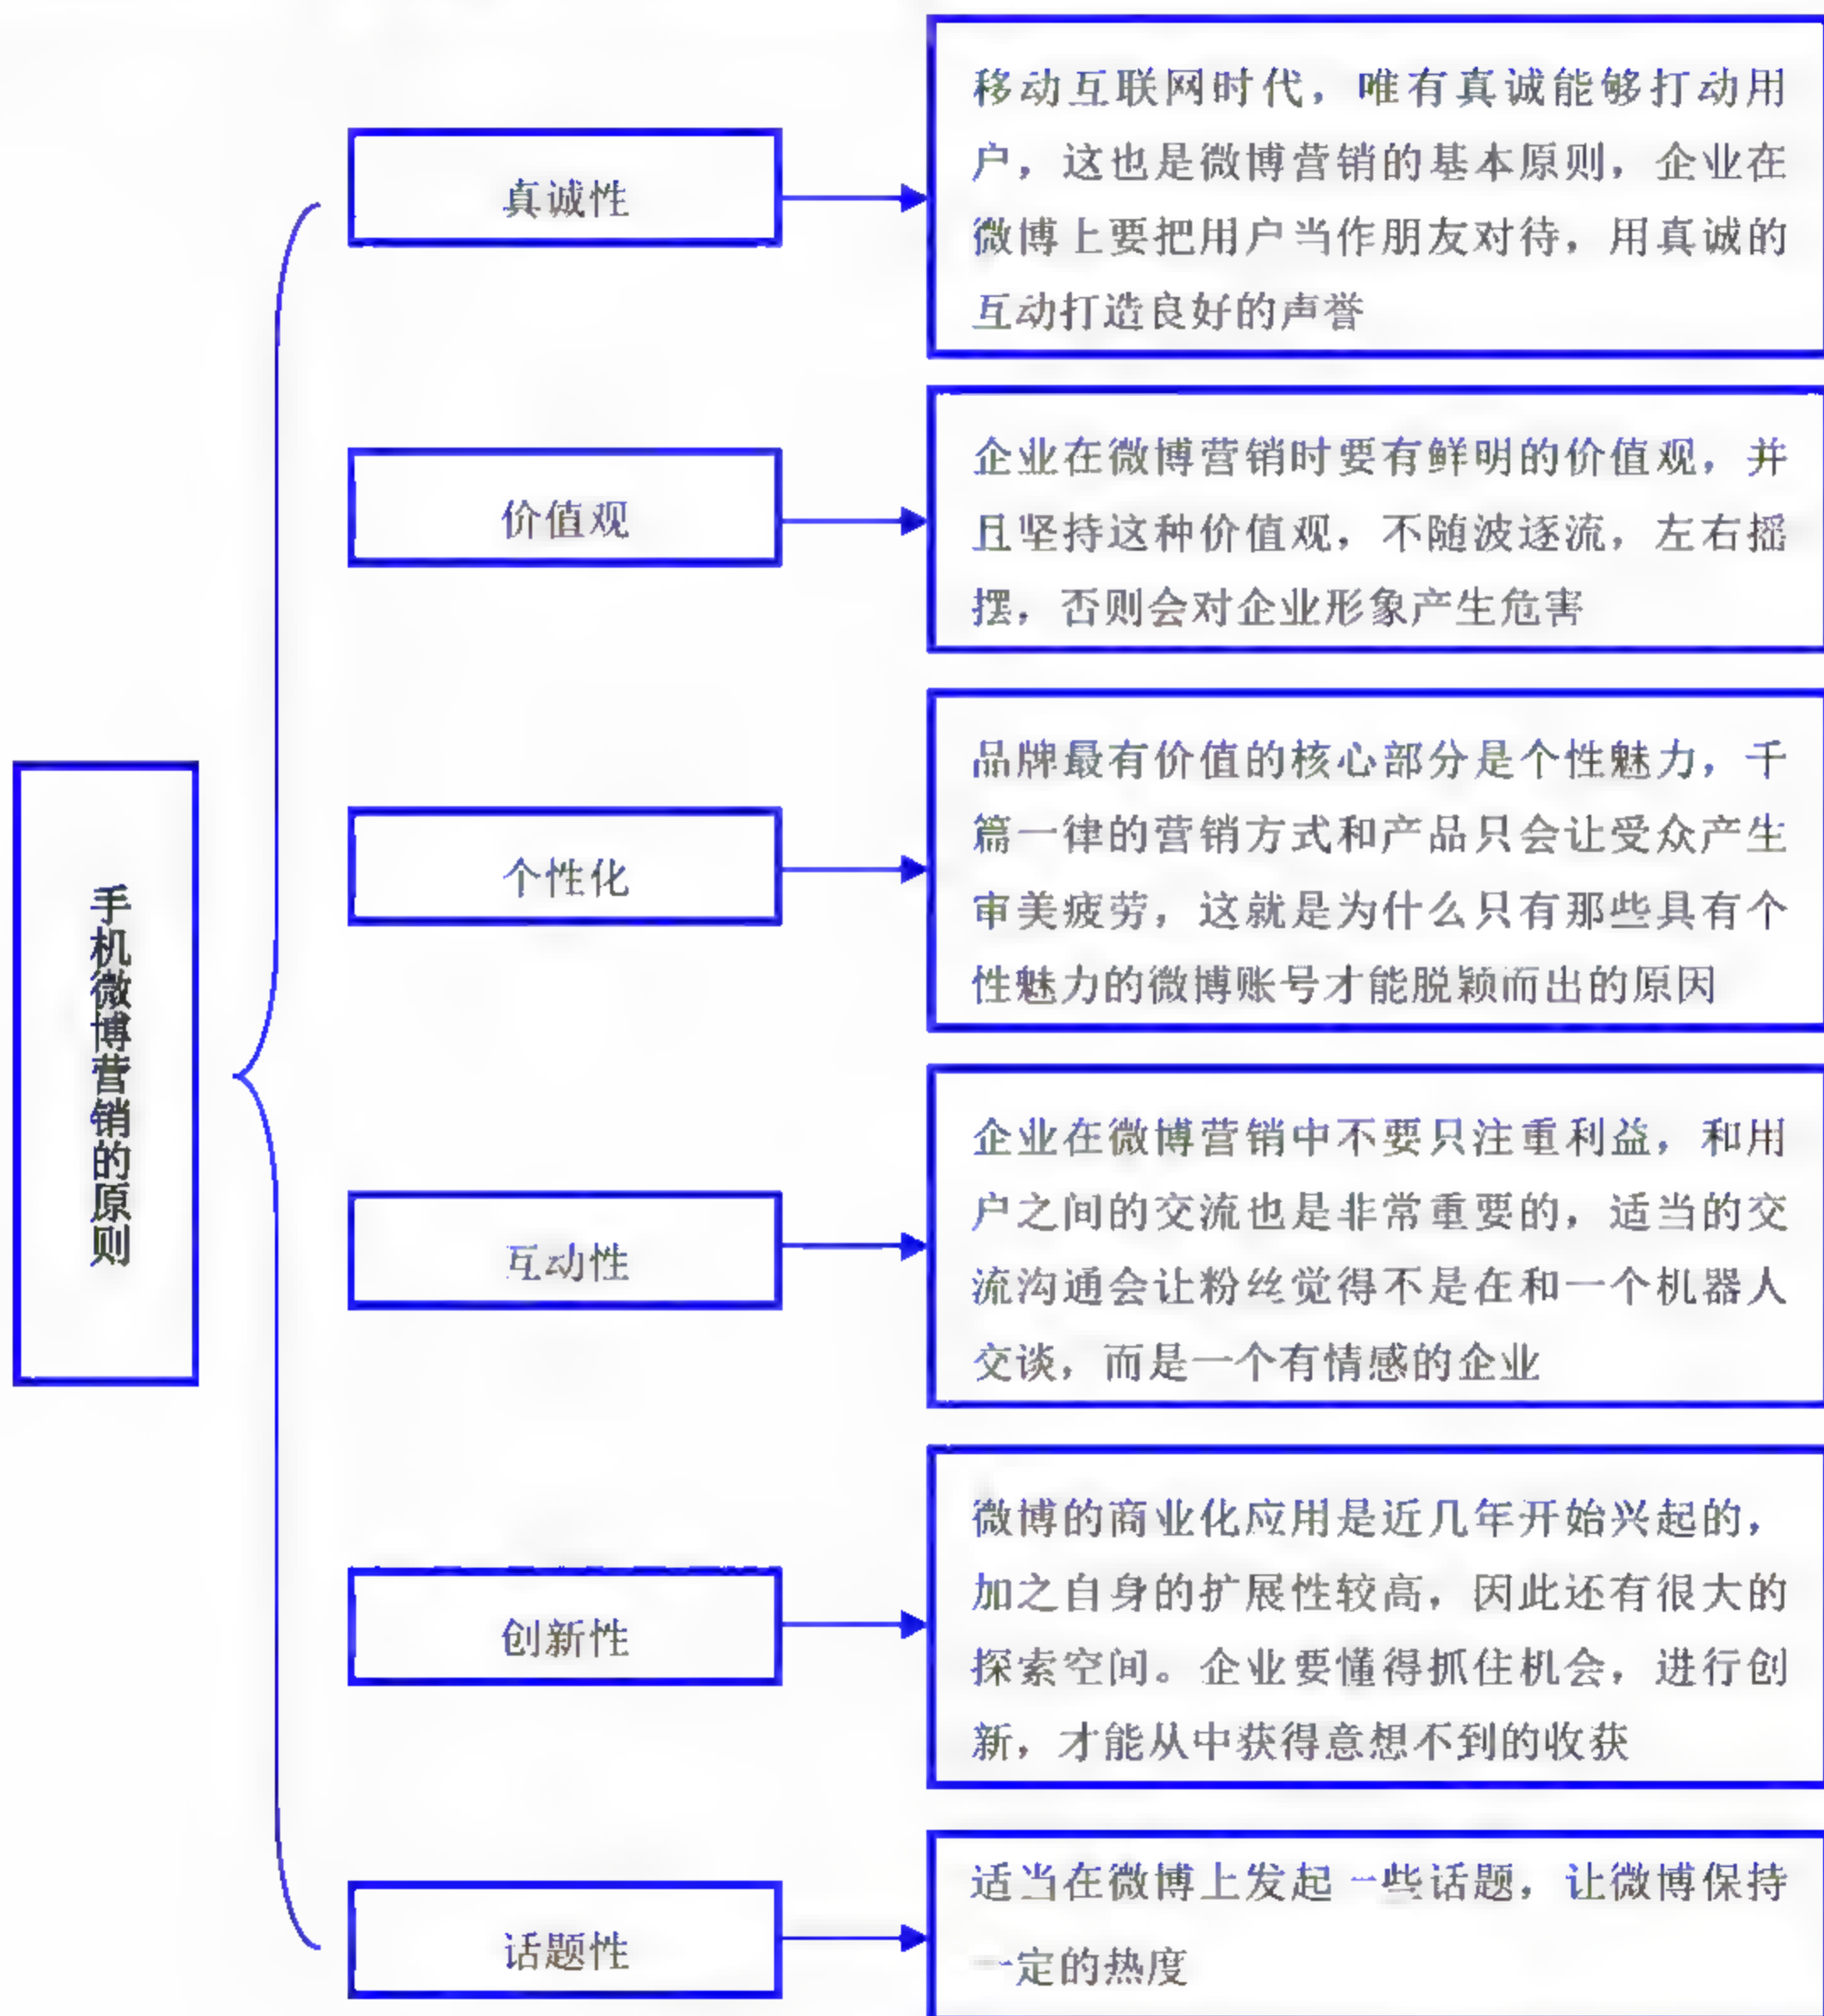 手机微博营销的原则
真诚性
移动互联网时代，唯有真诚能够打动用
户，这也是微博营销的基本原则，企业在
微博上要把用户当作朋友对待，用真诚的
互动打造良好的声誉
价值观
企业在微博营销时要有鲜明的价值观，并
且坚持这种价值观，不随波逐流，左右摇
摆，否则会对企业形象产生危害
个性化
品牌最有价值的核心部分是个性魅力，千
篇一律的营销方式和产品只会让受众产生
审美疲劳，这就是为什么只有那些具有个
性魅力的微博账号才能脱颖而出的原因
互动性
企业在微博营销中不要只注重利益，和用
户之间的交流也是非常重要的，适当的交
流沟通会让粉丝觉得不是在和一个机器人
交谈，而是一个有情感的企业
创新性
微博的商业化应用是近几年开始兴起的，
加之自身的扩展性较高，因此还有很大的
探索空间。企业要懂得抓住机会，进行创
新，才能从中获得意想不到的收获
话题性
适当在微博上发起一些话题，让微博保持
一定的热度